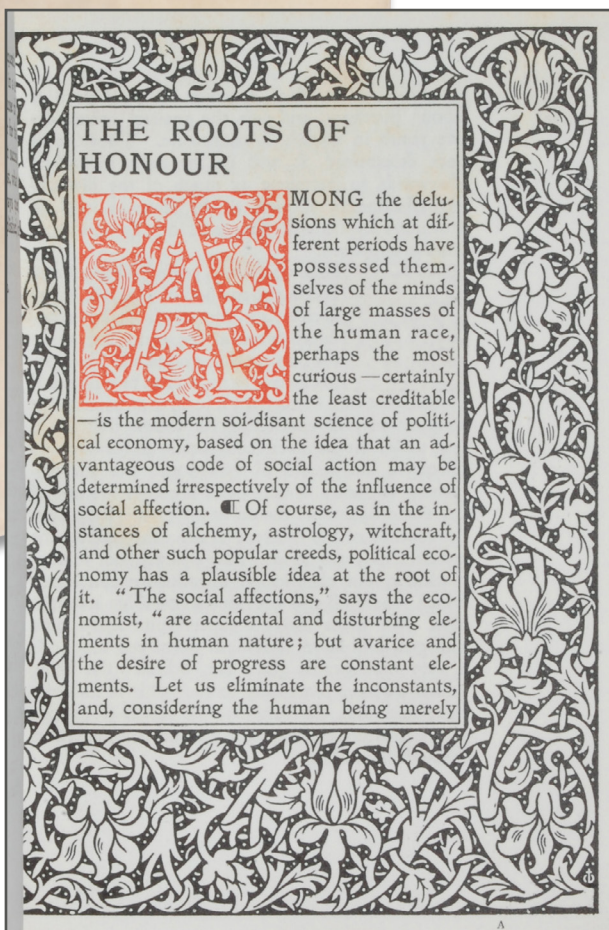 THE ROOTS OF
HONOUR
AMONG the delu-
sions which at dif-
ferent periods have
possessed them-
selves of the minds
of large masses of
the human race,
perhaps the most
curious—certainly
the least creditable
—is the modern soi-disant science of politi-
cal economy, based on the idea that an ad-
vantageous code of social action may be
determined irrespectively of the influence of
social affection. ¶ Of course, as in the in-
stances of alchemy, astrology, witchcraft,
and other such popular creeds, political eco-
nomy has a plausible idea at the root of
it. “The social affections,” says the eco-
nomist, “are accidental and disturbing ele-
ments in human nature; but avarice and
the desire of progress are constant ele-
ments. Let us eliminate the inconstants,
and, considering the human being merely
A